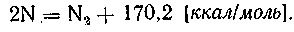 2N = N₂ + 170,2 [ккал/моль].